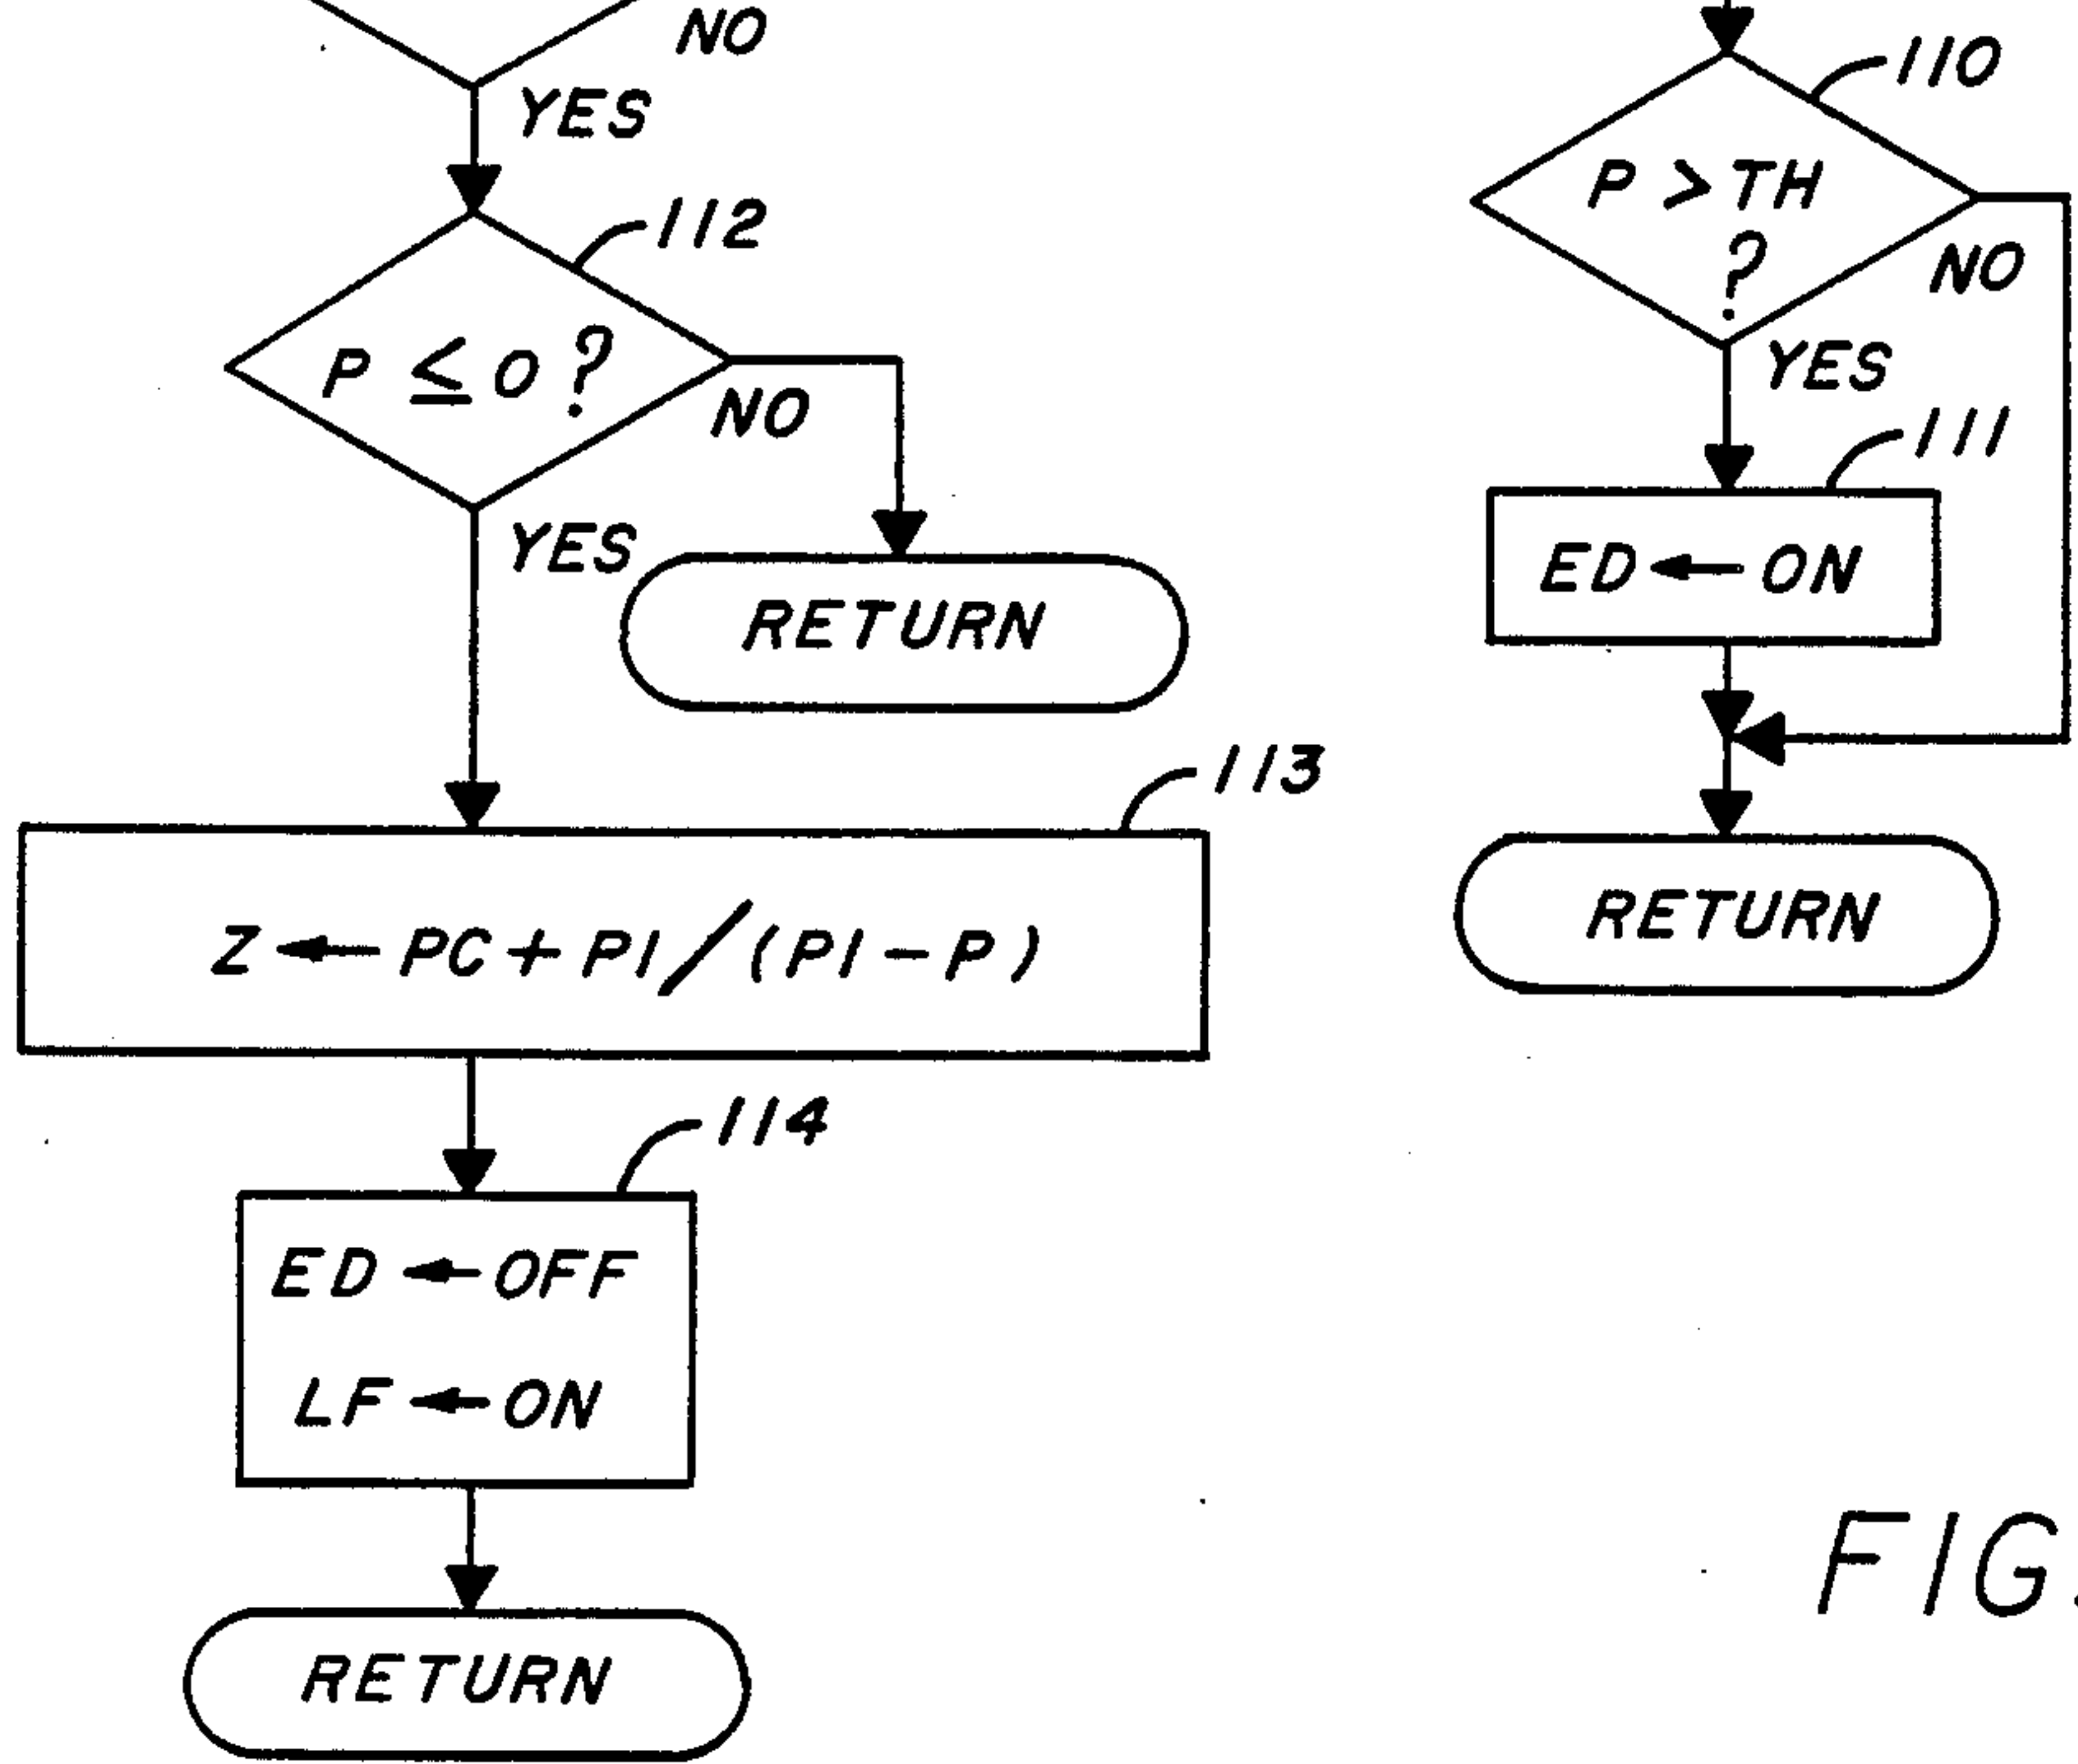 NO
YES
112
P ≤ 0 ?
NO
YES
RETURN
113
Z ← PC + PI / (PI - P)
114
ED ← OFF
LF ← ON
RETURN
110
P > TH
?
NO
YES
111
ED ← ON
RETURN
FIG.